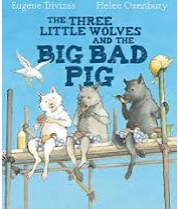 Eugene Trivizas Helen Oxenbury
THE THREE
LITTLE WOLVES
AND THE
BIG BAD
PIG